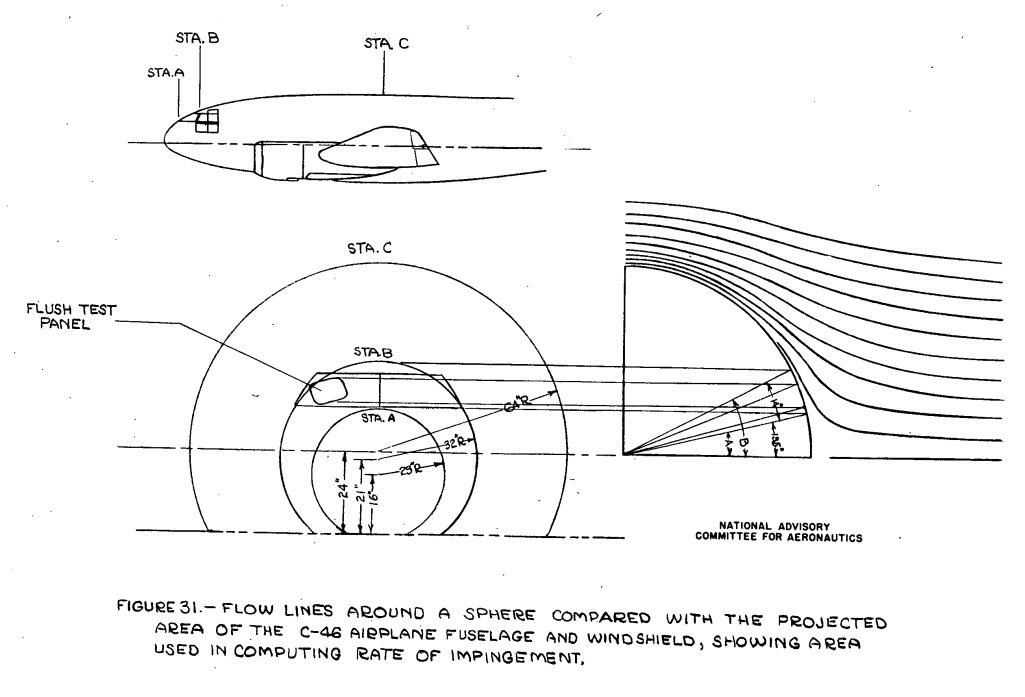 STA. B
STA. C
STA. A
STA. C
FLUSH TEST
PANEL
STA. B
STA. A
64"R
32"R
23"R
24"
21"
16"
A
B
14°
NATIONAL ADVISORY
COMMITTEE FOR AERONAUTICS
FIGURE 31.– FLOW LINES AROUND A SPHERE COMPARED WITH THE PROJECTED
AREA OF THE C-46 AIRPLANE FUSELAGE AND WINDSHIELD, SHOWING AREA
USED IN COMPUTING RATE OF IMPINGEMENT.